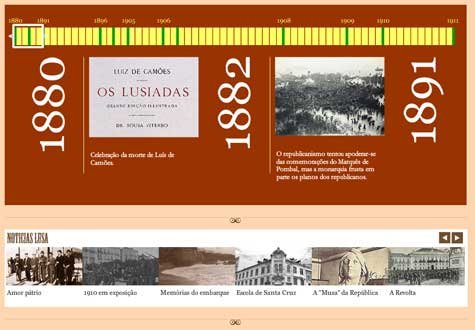 1880 1891 1896 1905 1906 1908 1909 1910 1911
1880
LUIZ DE CAMÕES
OS LUSIADAS
GRANDE EDIÇÃO ILLUSTRADA
DR. SOUSA VITERBO
Celebração da morte de Luís de
Camões.
1882
O republicanismo tentou apoderar-se
das comemorações do Marquês de
Pombal, mas a monarquia frusta em
parte os planos dos republicanos.
1891
NOTÍCIAS LUSA
Amor pátrio
1910 em exposição
Memórias do embarque
Escola de Santa Cruz
A "Musa" da República
A Revolta